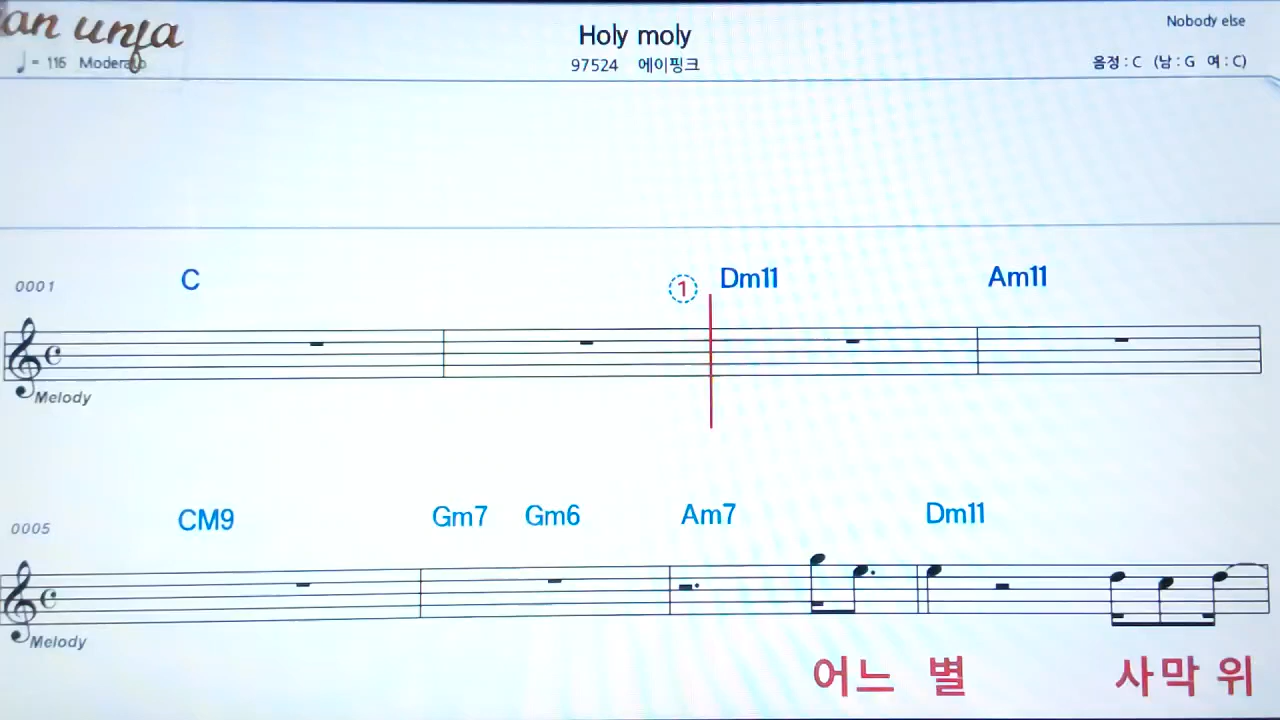 an unfa
Holy moly
Nobody else
♩= 116 Moderato
97524 에이핑크
음정 : C (남 : G 여 : C)
0001 C ① Dm11 Am11
Melody
0005 CM9 Gm7 Gm6 Am7 Dm11
Melody
어느 별 사막 위